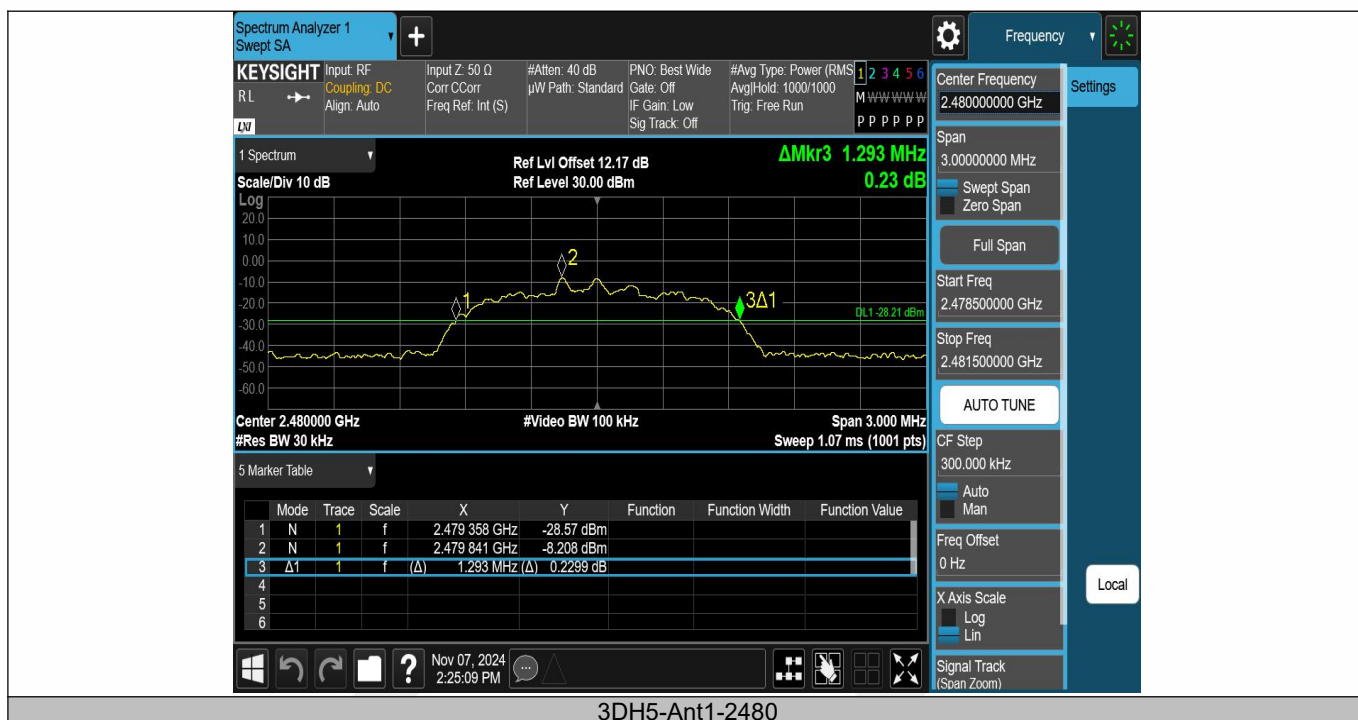 Spectrum Analyzer 1
Swept SA
+
Frequency
KEYSIGHT
RL
LXI
Input: RF
Coupling: DC
Align: Auto
Input Z: 50 Ω
Corr CCorr
Freq Ref: Int (S)
#Atten: 40 dB
µW Path: Standard
PNO: Best Wide
Gate: Off
IF Gain: Low
Sig Track: Off
#Avg Type: Power (RMS
Avg|Hold: 1000/1000
Trig: Free Run
1 2 3 4 5 6
M W W W W W
P P P P P P
1 Spectrum
Scale/Div 10 dB
Ref Lvl Offset 12.17 dB
Ref Level 30.00 dBm
ΔMkr3 1.293 MHz
0.23 dB
Log
20.0
10.0
0.00
-10.0
-20.0
-30.0
-40.0
-50.0
-60.0
1
2
3Δ1
DL1 -28.21 dBm
Center 2.480000 GHz
#Video BW 100 kHz
Span 3.000 MHz
#Res BW 30 kHz
Sweep 1.07 ms (1001 pts)
5 Marker Table
Mode Trace Scale X Y Function Function Width Function Value
1 N 1 f 2.479 358 GHz -28.57 dBm
2 N 1 f 2.479 841 GHz -8.208 dBm
3 Δ1 1 f (Δ) 1.293 MHz (Δ) 0.2299 dB
4
5
6
?
Nov 07, 2024
2:25:09 PM
Center Frequency
2.480000000 GHz
Settings
Span
3.00000000 MHz
Swept Span
Zero Span
Full Span
Start Freq
2.478500000 GHz
Stop Freq
2.481500000 GHz
AUTO TUNE
CF Step
300.000 kHz
Auto
Man
Freq Offset
0 Hz
Local
X Axis Scale
Log
Lin
Signal Track
(Span Zoom)
3DH5-Ant1-2480